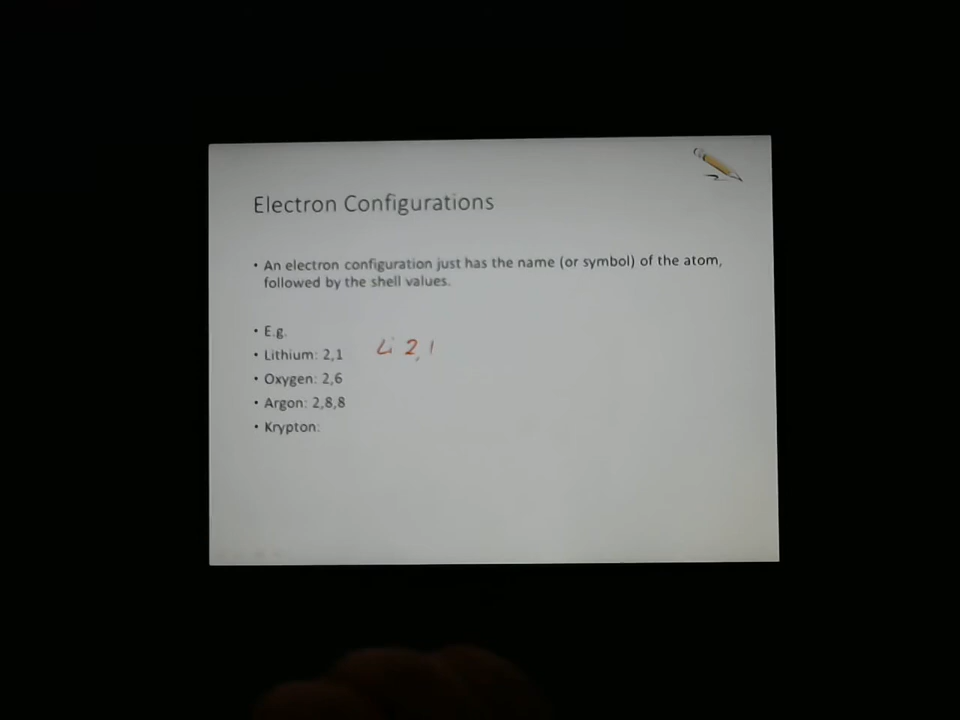 Electron Configurations
• An electron configuration just has the name (or symbol) of the atom,
followed by the shell values.
• E.g.
• Lithium: 2,1 Li 2,1
• Oxygen: 2,6
• Argon: 2,8,8
• Krypton: